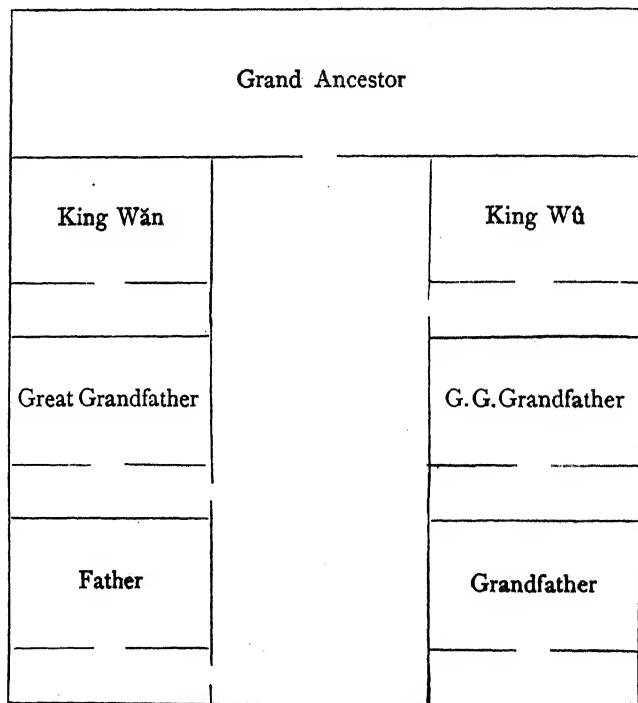 Grand Ancestor
King Wăn
King Wû
Great Grandfather
G. G. Grandfather
Father
Grandfather